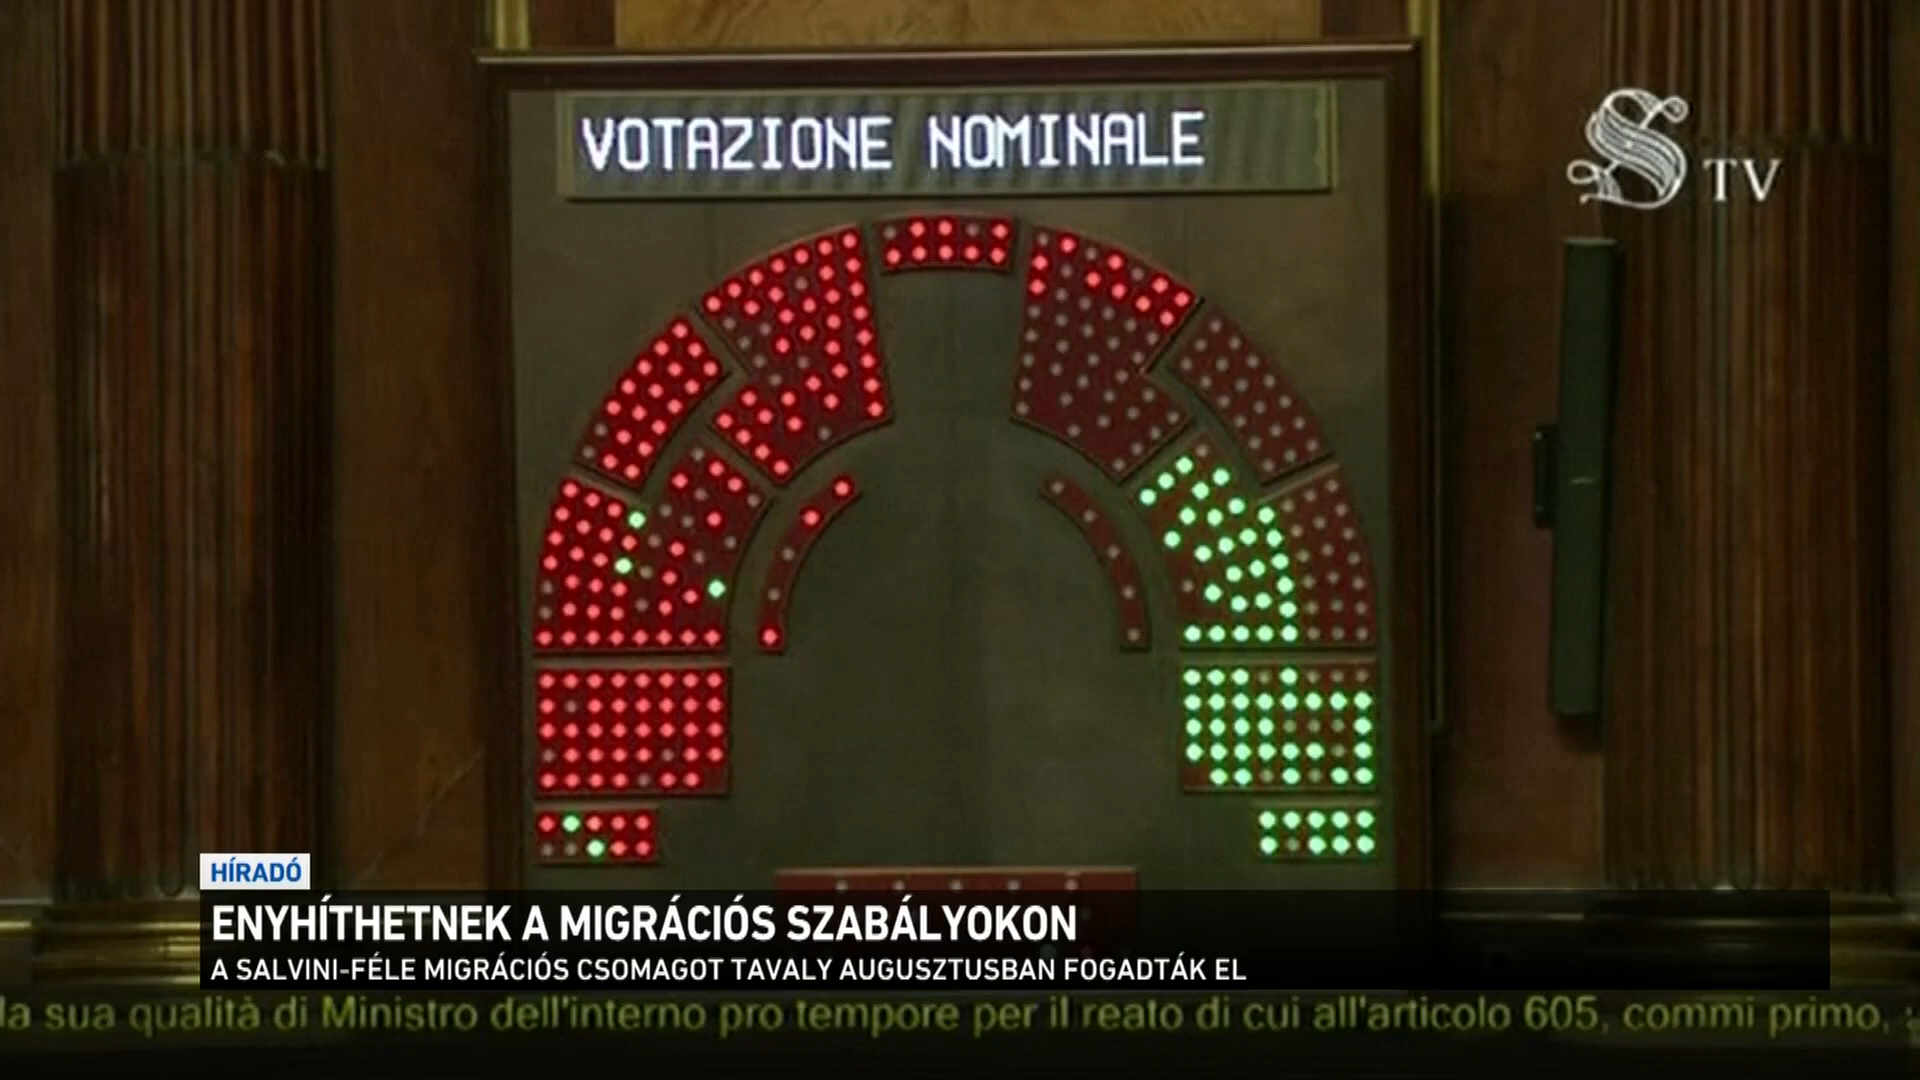 VOTAZIONE NOMINALE
S TV
HÍRADÓ
ENYHÍTHETNEK A MIGRÁCIÓS SZABÁLYOKON
A SALVINI-FÉLE MIGRÁCIÓS CSOMAGOT TAVALY AUGUSZTUSBAN FOGADTÁK EL
la sua qualità di Ministro dell'interno pro tempore per il reato di cui all'articolo 605, commi primo,